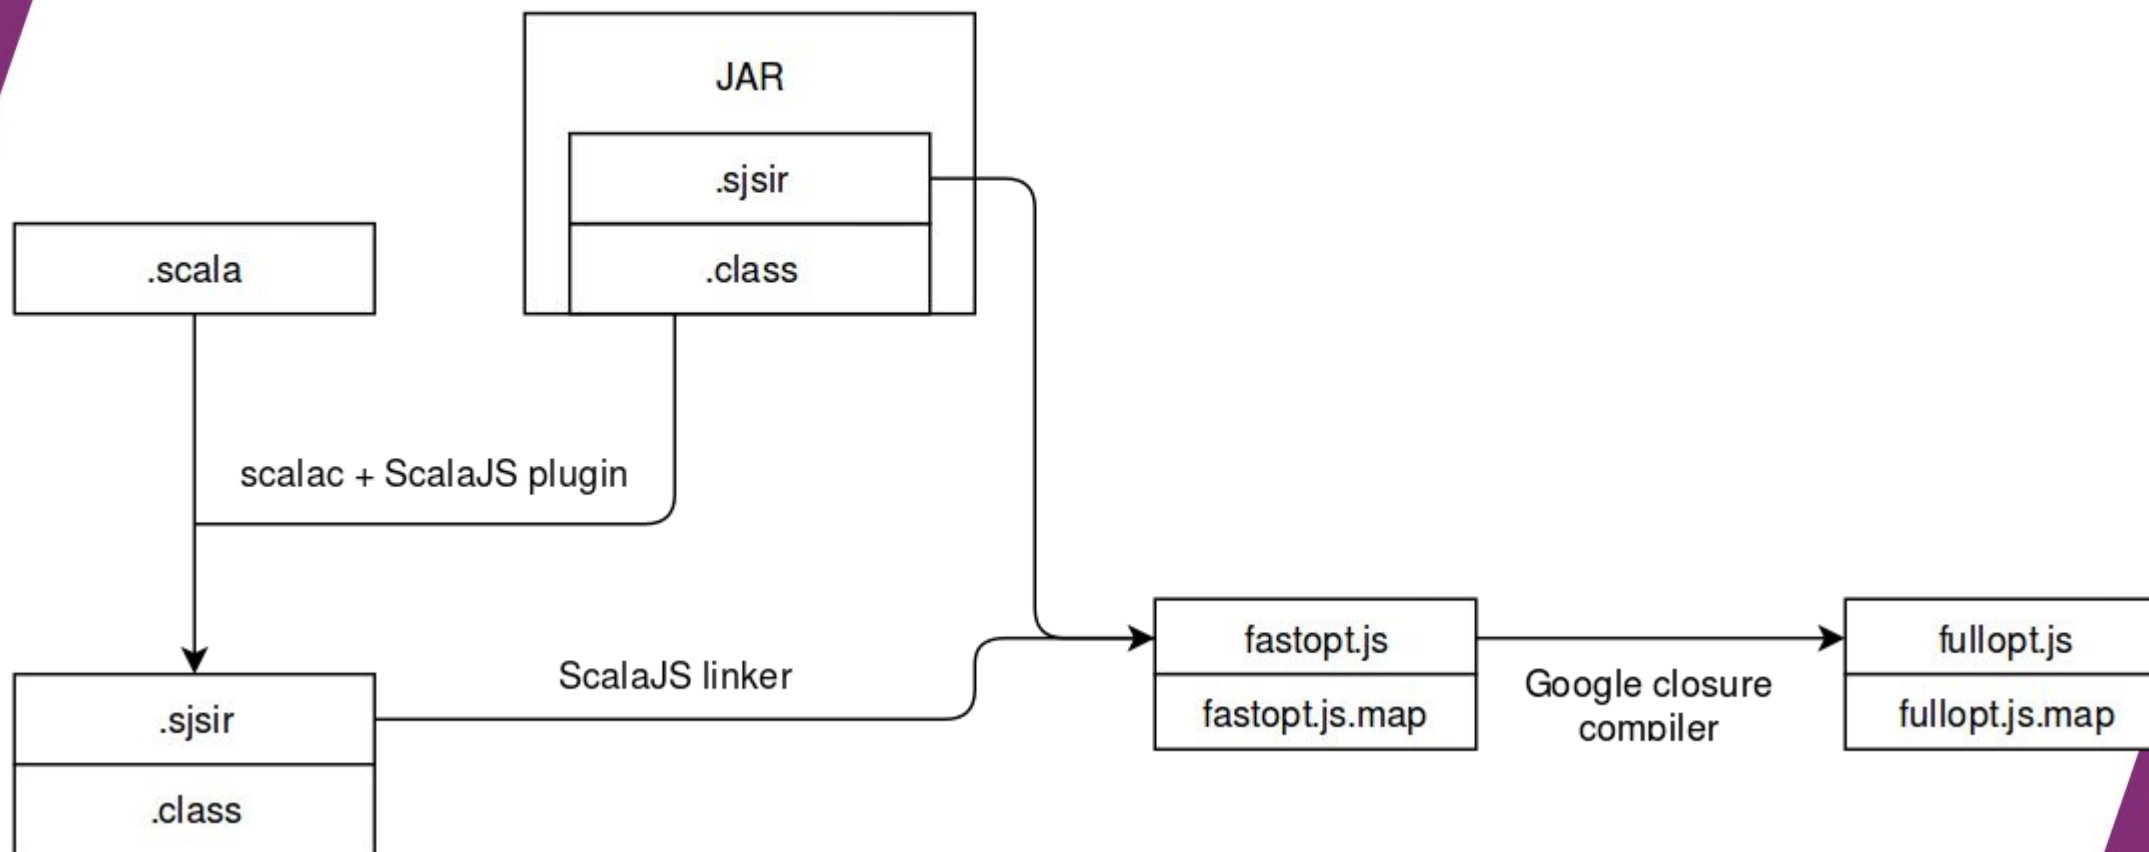 JAR
.sjsir
.class
.scala
scalac + ScalaJS plugin
.sjsir
.class
ScalaJS linker
fastopt.js
fastopt.js.map
Google closure
compiler
fullopt.js
fullopt.js.map